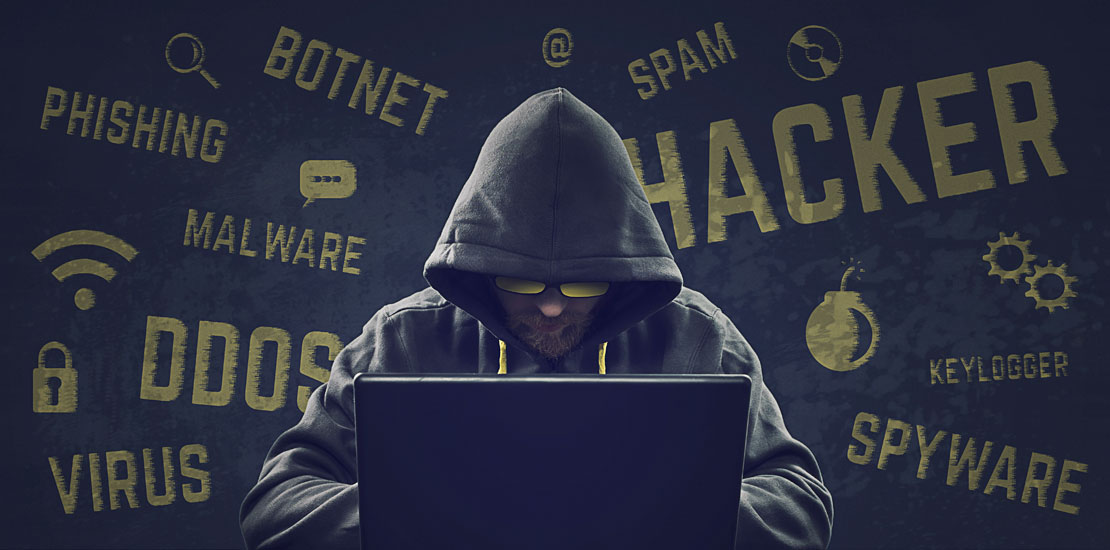 BOTNET
@
SPAM
HACKER
PHISHING
MALWARE
DDOS
KEYLOGGER
VIRUS
SPYWARE